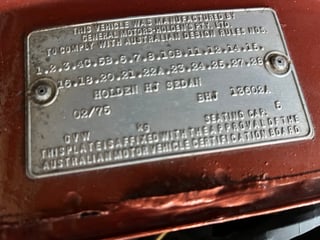 THIS VEHICLE WAS MANUFACTURED BY
GENERAL MOTORS-HOLDEN'S PTY. LTD.
TO COMPLY WITH AUSTRALIAN DESIGN RULES NOS.
1.2.3.4C.5B.6.7.8.10B.11.12.14.15.
16.18.20.21.22A.23.24.25.27.28
HOLDEN HJ SEDAN
02/75 8HJ 13602A
GVW KG SEATING CAP. 5
THIS PLATE IS AFFIXED WITH THE APPROVAL OF THE
AUSTRALIAN MOTOR VEHICLE CERTIFICATION BOARD